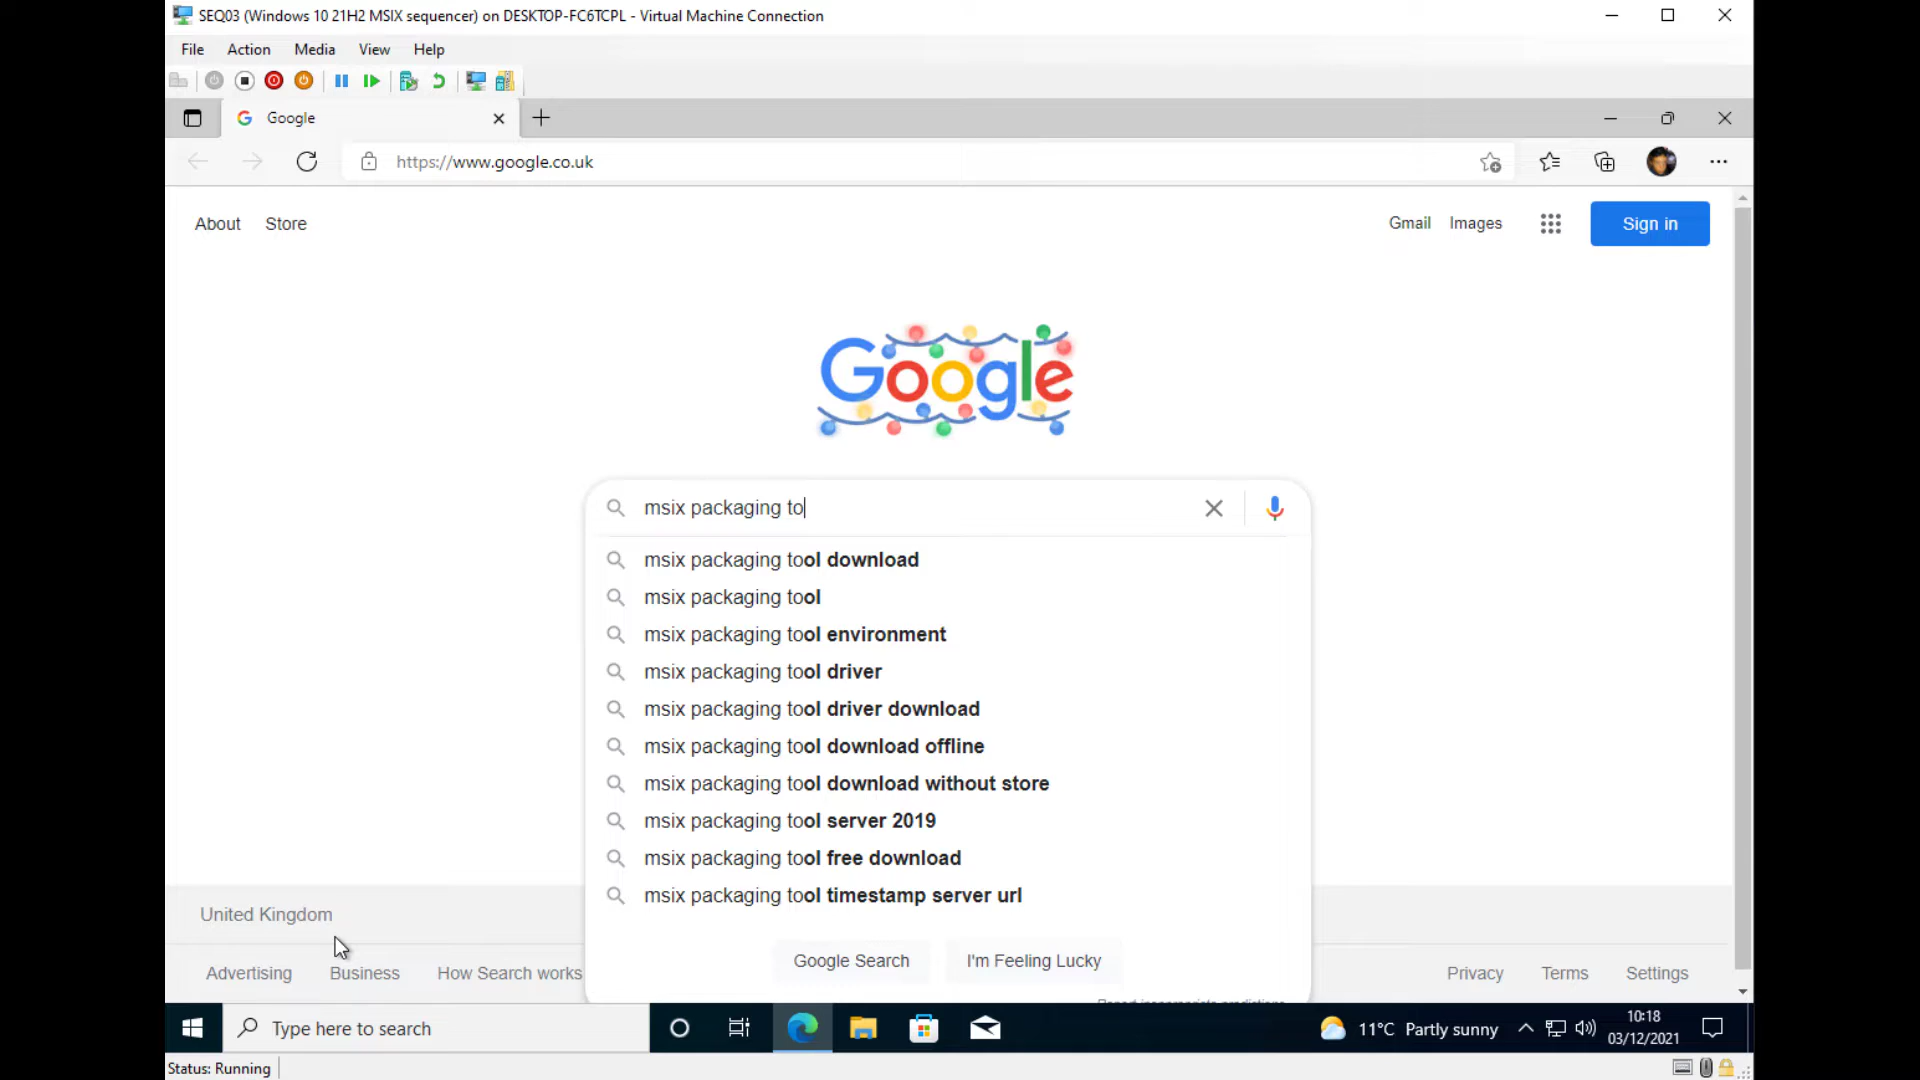 SEQ03 (Windows 10 21H2 MSIX sequencer) on DESKTOP-FC6TCPL - Virtual Machine Connection
File Action Media View Help
Google
https://www.google.co.uk
About Store Gmail Images Sign in
Google
msix packaging to
msix packaging tool download
msix packaging tool
msix packaging tool environment
msix packaging tool driver
msix packaging tool driver download
msix packaging tool download offline
msix packaging tool download without store
msix packaging tool server 2019
msix packaging tool free download
msix packaging tool timestamp server url
United Kingdom
Google Search I'm Feeling Lucky
Advertising Business How Search works Privacy Terms Settings
Type here to search 11°C Partly sunny 10:18
03/12/2021
Status: Running